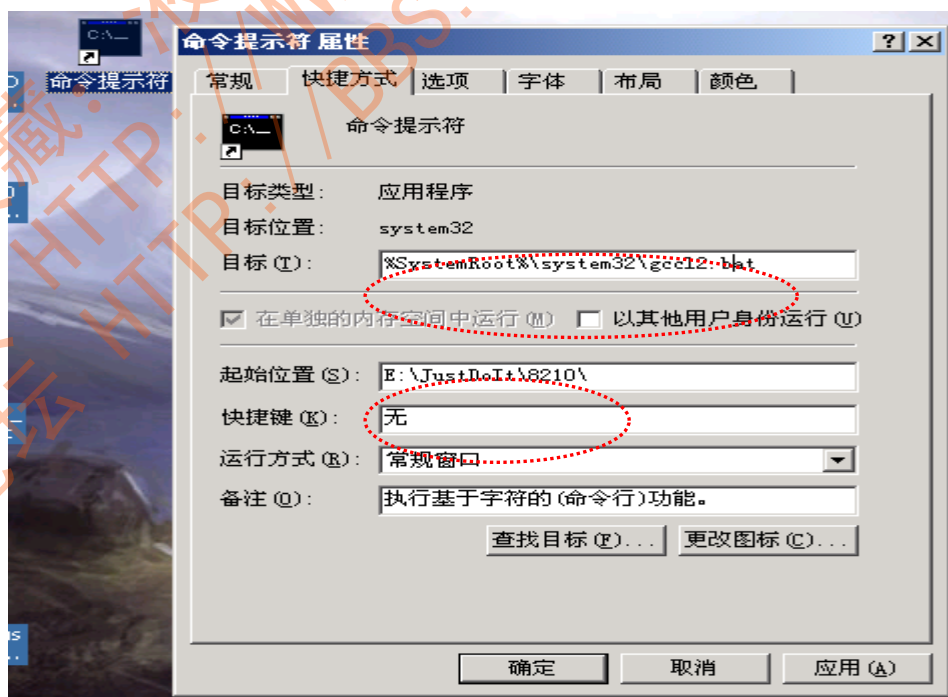 C:\_
命令提示符
命令提示符 属性
常规 快捷方式 选项 字体 布局 颜色
C:\_
命令提示符
目标类型: 应用程序
目标位置: system32
目标(T): %SystemRoot%\system32\gccl2.bat
在单独的内存空间中运行(M) 以其他用户身份运行(U)
起始位置(S): E:\JustDoIt\8210\
快捷键(K): 无
运行方式(R): 常规窗口
备注(O): 执行基于字符的(命令行)功能。
查找目标(F)... 更改图标(C)...
确定 取消 应用(A)
HTTP://BBS.
HTTP:
HTTP